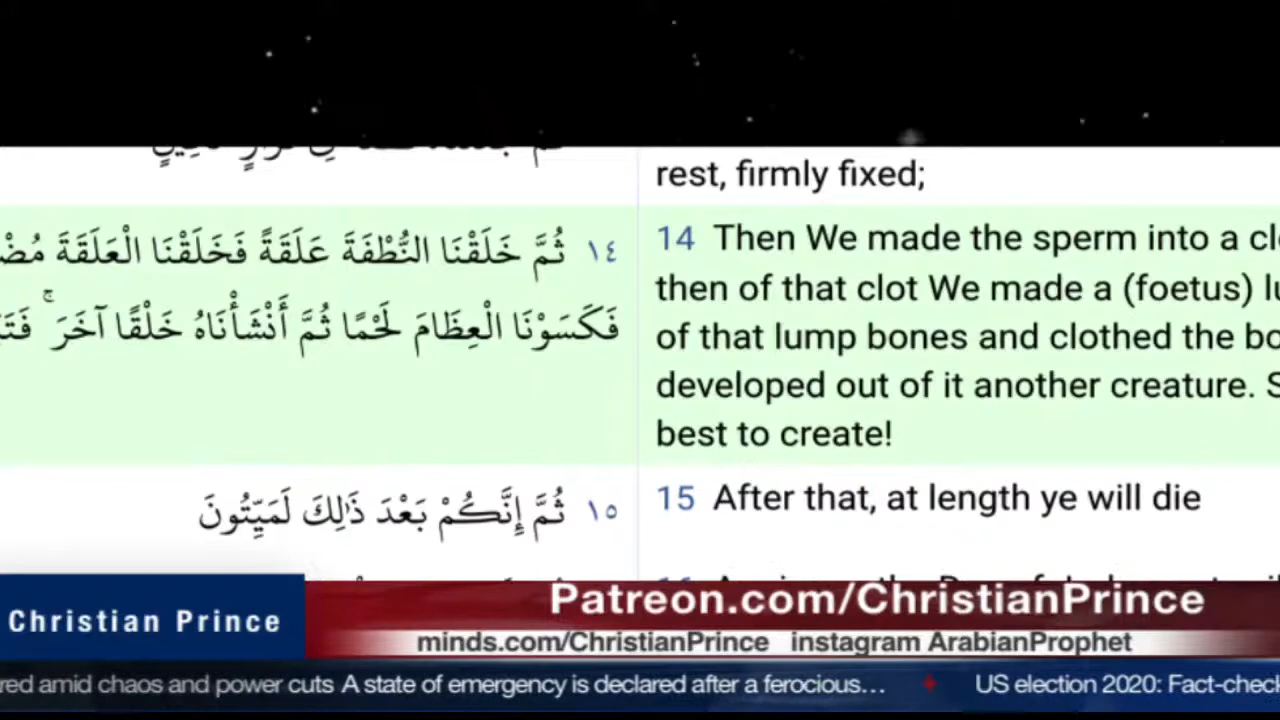 rest, firmly fixed;
١٤ ثُمَّ خَلَقْنَا النُّطْفَةَ عَلَقَةً فَخَلَقْنَا الْعَلَقَةَ
فَكَسَوْنَا الْعِظَامَ لَحْمًا ثُمَّ أَنْشَأْنَاهُ خَلْقًا آخَرَ ۚ
14 Then We made the sperm into a
then of that clot We made a (foetus)
of that lump bones and clothed the
developed out of it another creature.
best to create!
١٥ ثُمَّ إِنَّكُمْ بَعْدَ ذَٰلِكَ لَمَيِّتُونَ
15 After that, at length ye will die
Christian Prince
Patreon.com/ChristianPrince
minds.com/ChristianPrince instagram ArabianProphet
amid chaos and power cuts A state of emergency is declared after a ferocious... US election 2020: